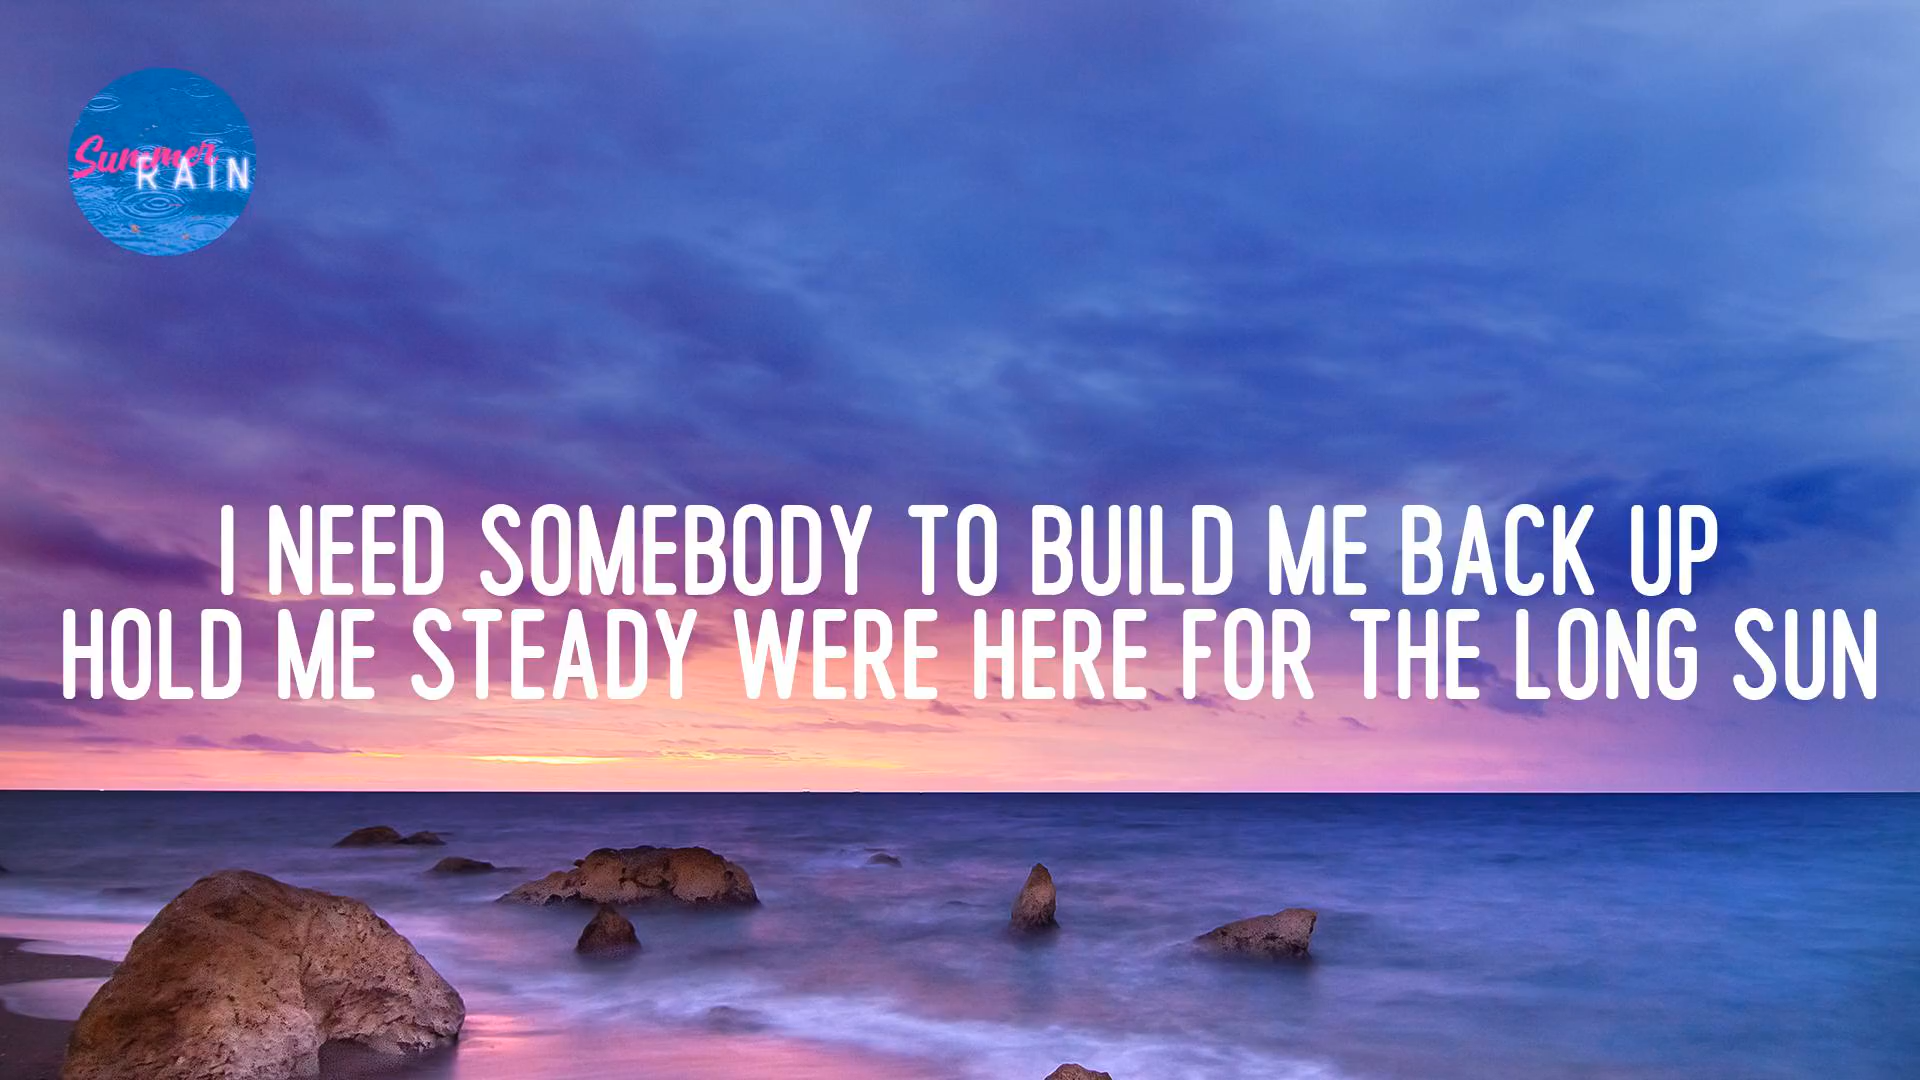 Summer
RAIN
I NEED SOMEBODY TO BUILD ME BACK UP
HOLD ME STEADY WERE HERE FOR THE LONG SUN